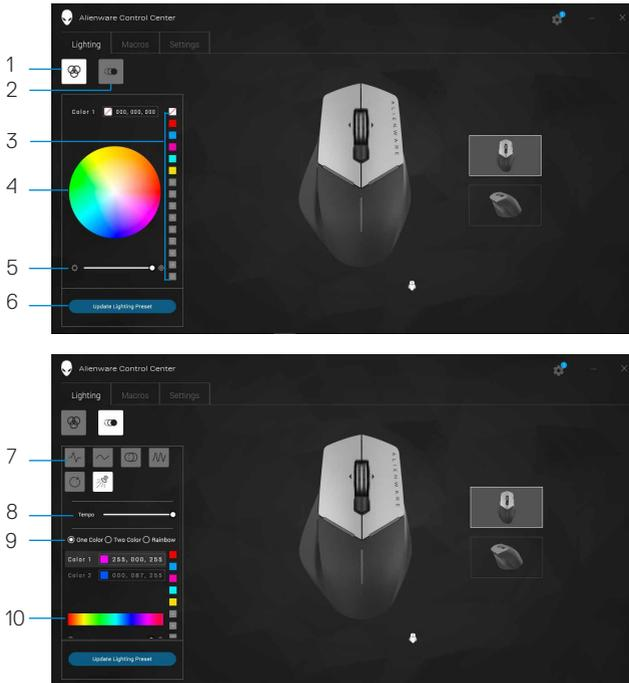 Alienware Control Center
Lighting Macros Settings
1
2
Color 1 000, 000, 000
3
4
5
6
Update Lighting Preset
ALIENWARE
Alienware Control Center
Lighting Macros Settings
7
8
Tempo
9
One Color Two Color Rainbow
Color 1 255, 000, 255
Color 2 000, 087, 255
10
Update Lighting Preset
ALIENWARE